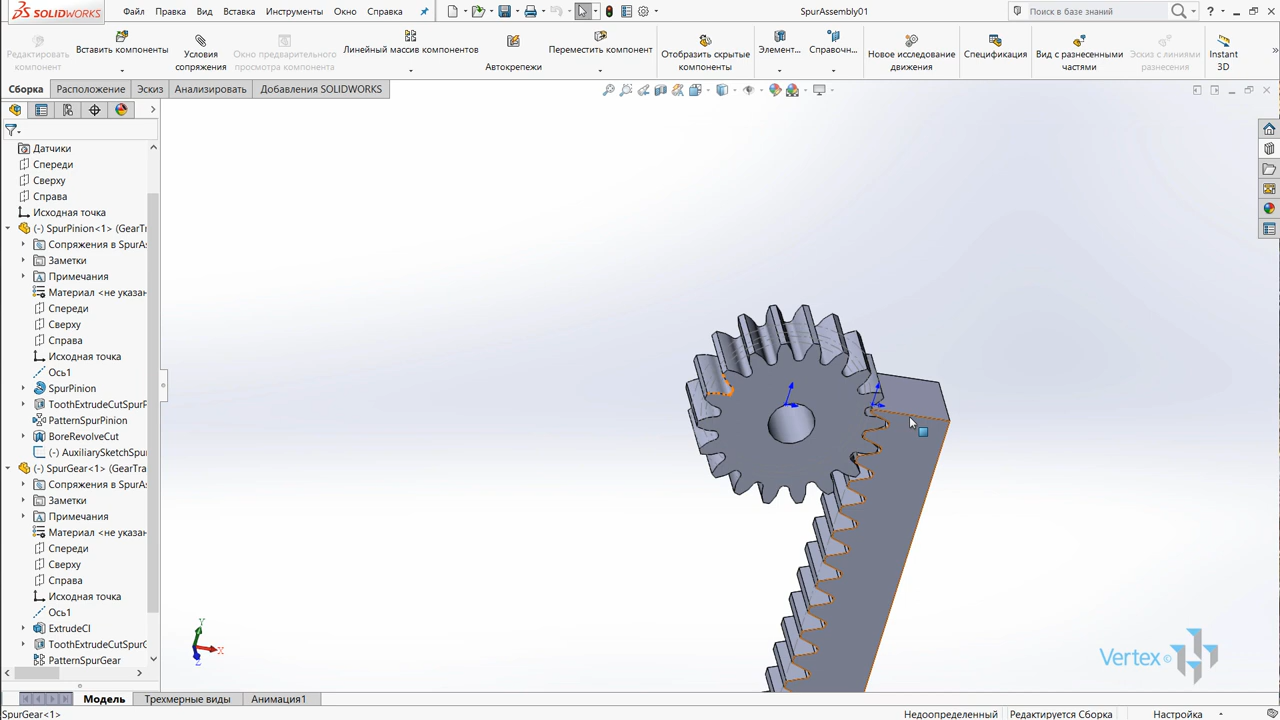 SOLIDWORKS
Файл Правка Вид Вставка Инструменты Окно Справка
SpurAssembly01
Поиск в базе знаний
Редактировать компонент
Вставить компоненты
Условия сопряжения
Окно предварительного просмотра компонента
Линейный массив компонентов
Автокрепежи
Переместить компонент
Отобразить скрытые компоненты
Элемент...
Справочн...
Новое исследование движения
Спецификация
Вид с разнесенными частями
Эскиз с линиями разнесения
Instant 3D
Сборка Расположение Эскиз Анализировать Добавления SOLIDWORKS
Датчики
Спереди
Сверху
Справа
Исходная точка
(-) SpurPinion<1> (GearTr
Сопряжения в SpurA
Заметки
Примечания
Материал <не указан
Спереди
Сверху
Справа
Исходная точка
Ось1
SpurPinion
ToothExtrudeCutSpurP
PatternSpurPinion
BoreRevolveCut
(-) AuxiliarySketchSpu
(-) SpurGear<1> (GearTra
Сопряжения в SpurAs
Заметки
Примечания
Материал <не указан
Спереди
Сверху
Справа
Исходная точка
Ось1
ExtrudeCl
ToothExtrudeCutSpurG
PatternSpurGear
Y
X
Z
Vertex©
Модель Трехмерные виды Анимация1
SpurGear<1>
Недоопределенный Редактируется Сборка Настройка